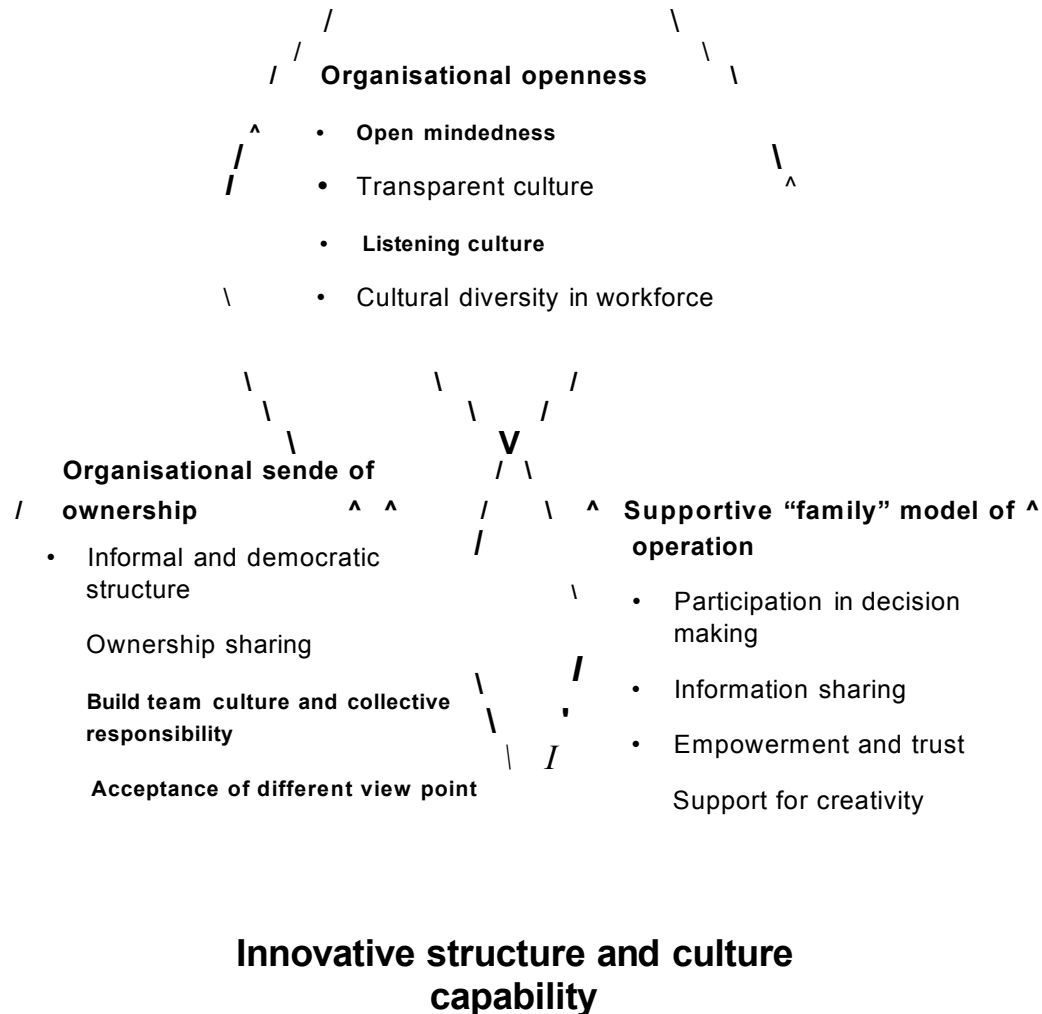 Organisational openness
• Open mindedness
• Transparent culture
• Listening culture
• Cultural diversity in workforce
Organisational sende of
ownership
• Informal and democratic
structure
Ownership sharing
Build team culture and collective
responsibility
Acceptance of different view point
Supportive “family” model of
operation
• Participation in decision
making
• Information sharing
• Empowerment and trust
Support for creativity
Innovative structure and culture
capability